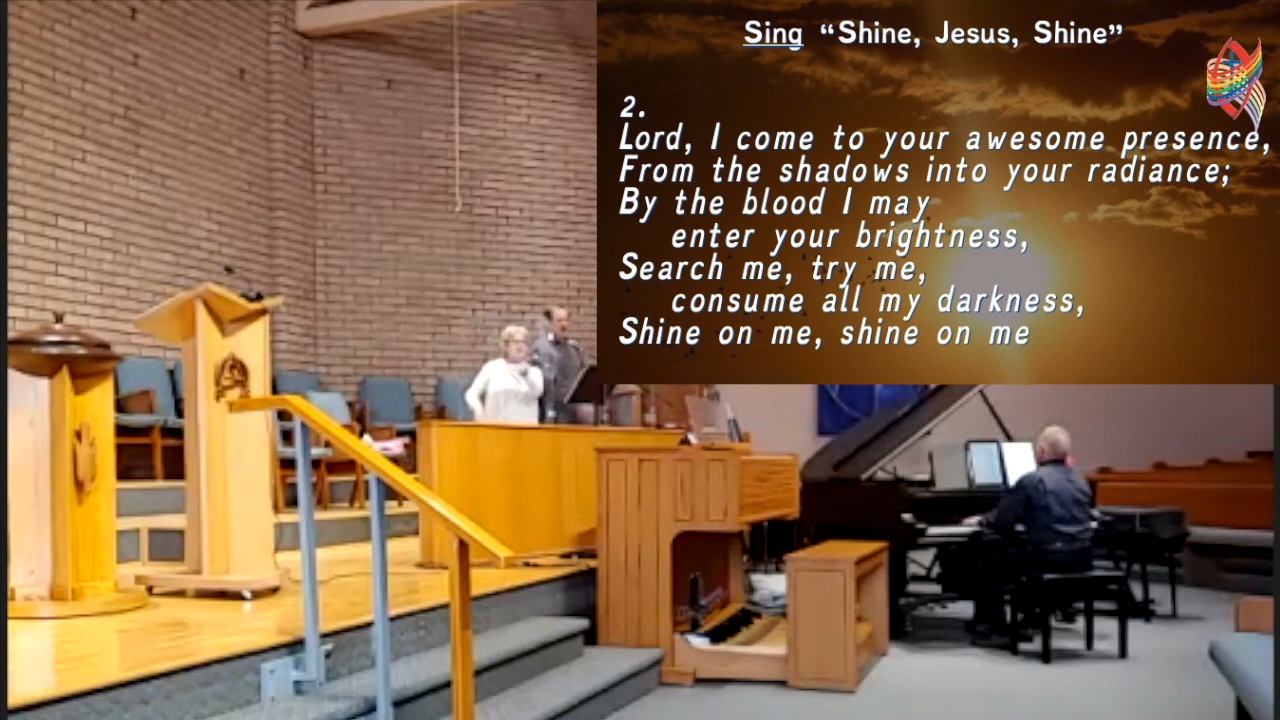 Sing “Shine, Jesus, Shine”
2.
Lord, I come to your awesome presence,
From the shadows into your radiance;
By the blood I may
enter your brightness,
Search me, try me,
consume all my darkness,
Shine on me, shine on me